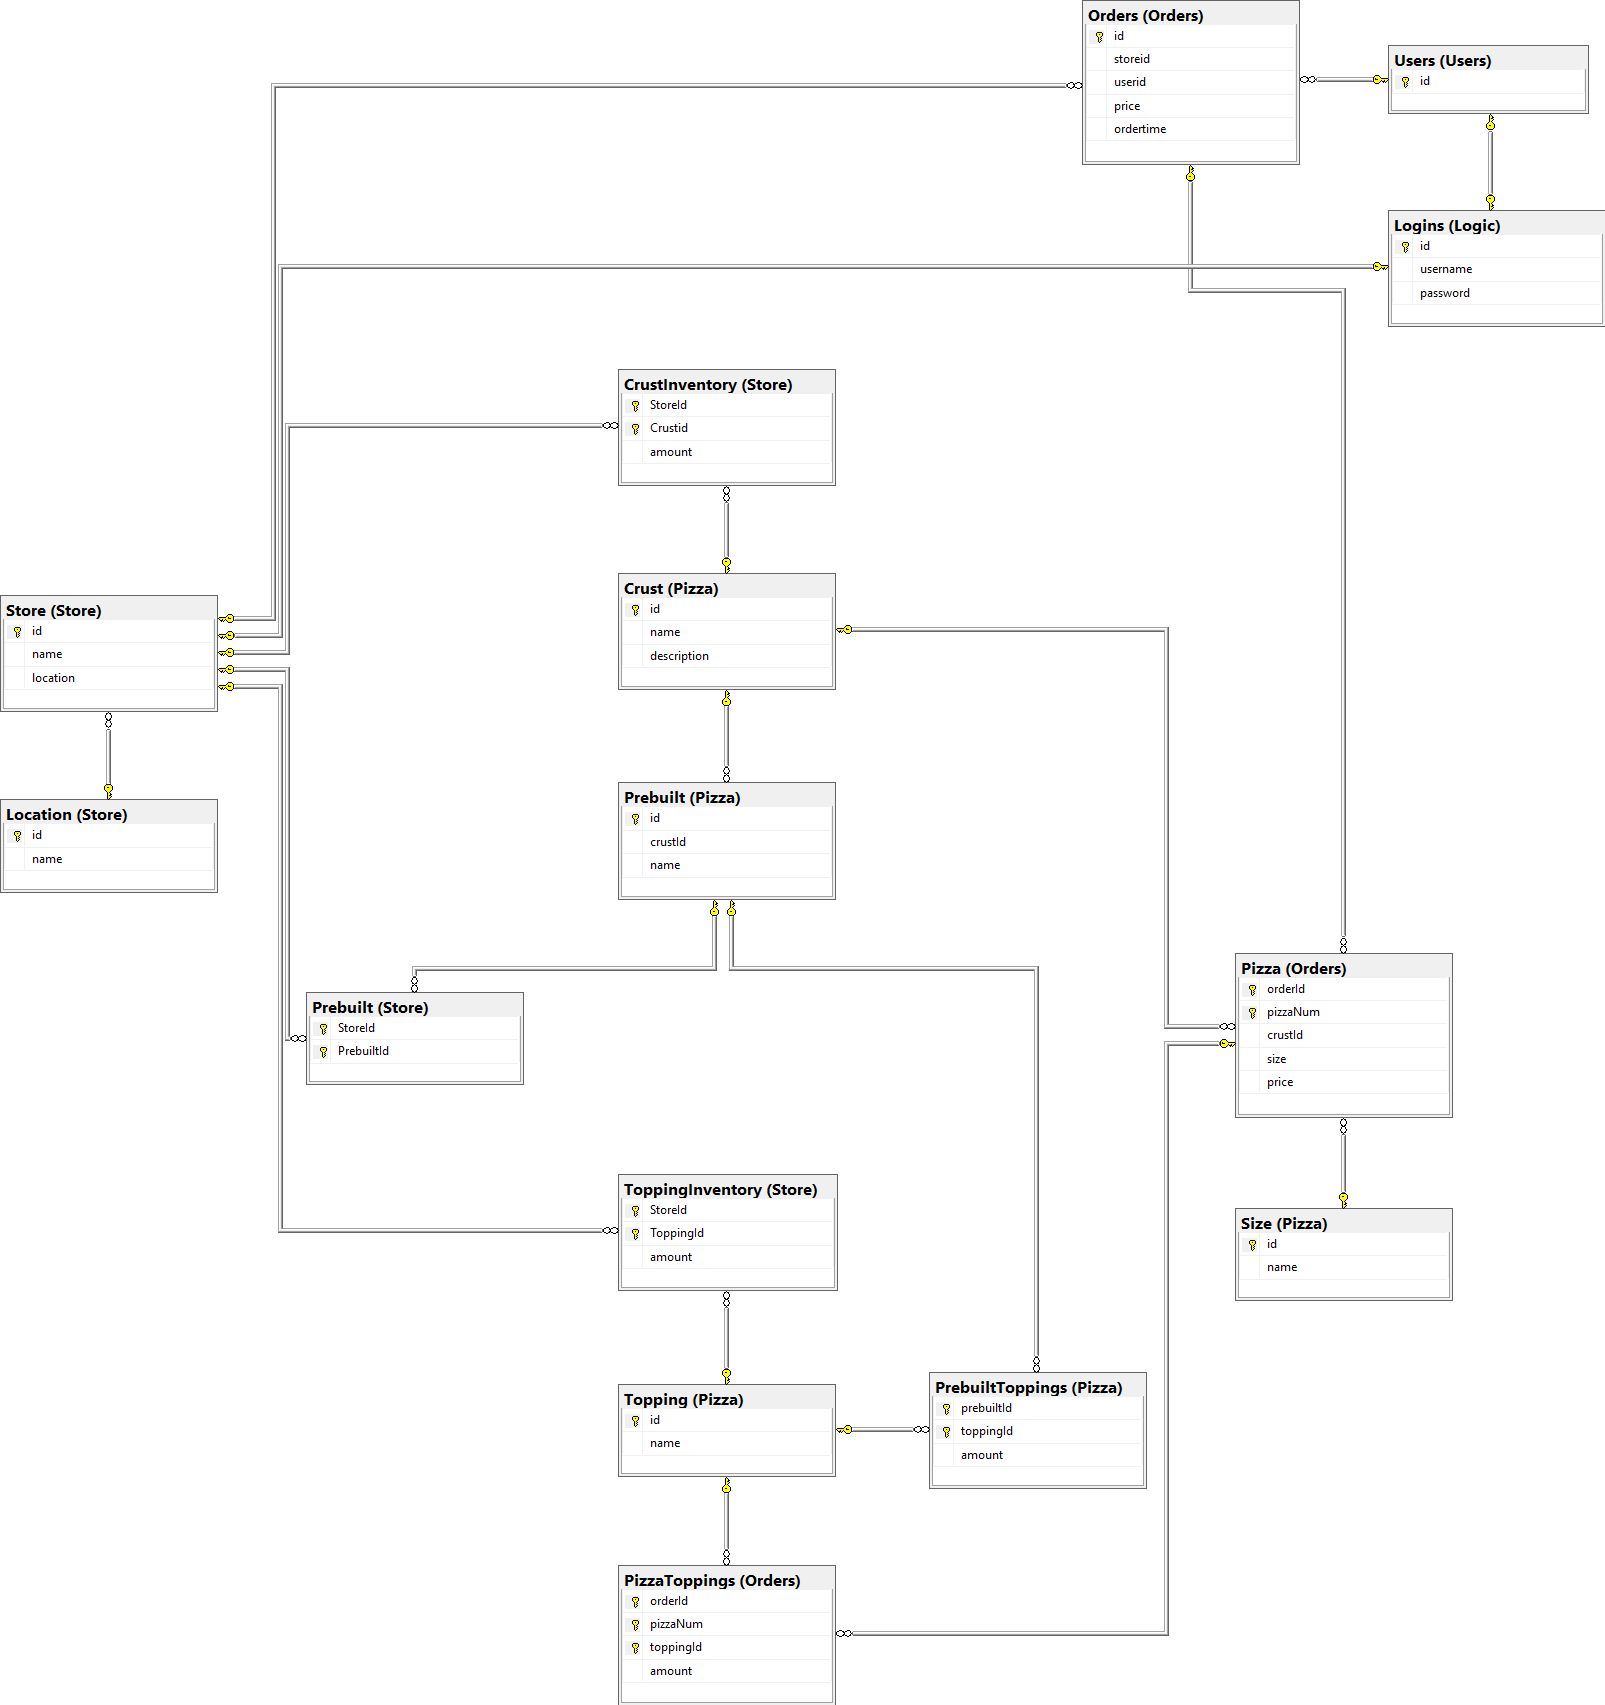 Orders (Orders)
id
storeid
userid
price
ordertime
Users (Users)
id
Logins (Logic)
id
username
password
CrustInventory (Store)
StoreId
Crustid
amount
Crust (Pizza)
id
name
description
Store (Store)
id
name
location
Location (Store)
id
name
Prebuilt (Pizza)
id
crustId
name
Prebuilt (Store)
StoreId
PrebuiltId
Pizza (Orders)
orderId
pizzaNum
crustId
size
price
ToppingInventory (Store)
StoreId
ToppingId
amount
Size (Pizza)
id
name
Topping (Pizza)
id
name
PrebuiltToppings (Pizza)
prebuiltId
toppingId
amount
PizzaToppings (Orders)
orderId
pizzaNum
toppingId
amount